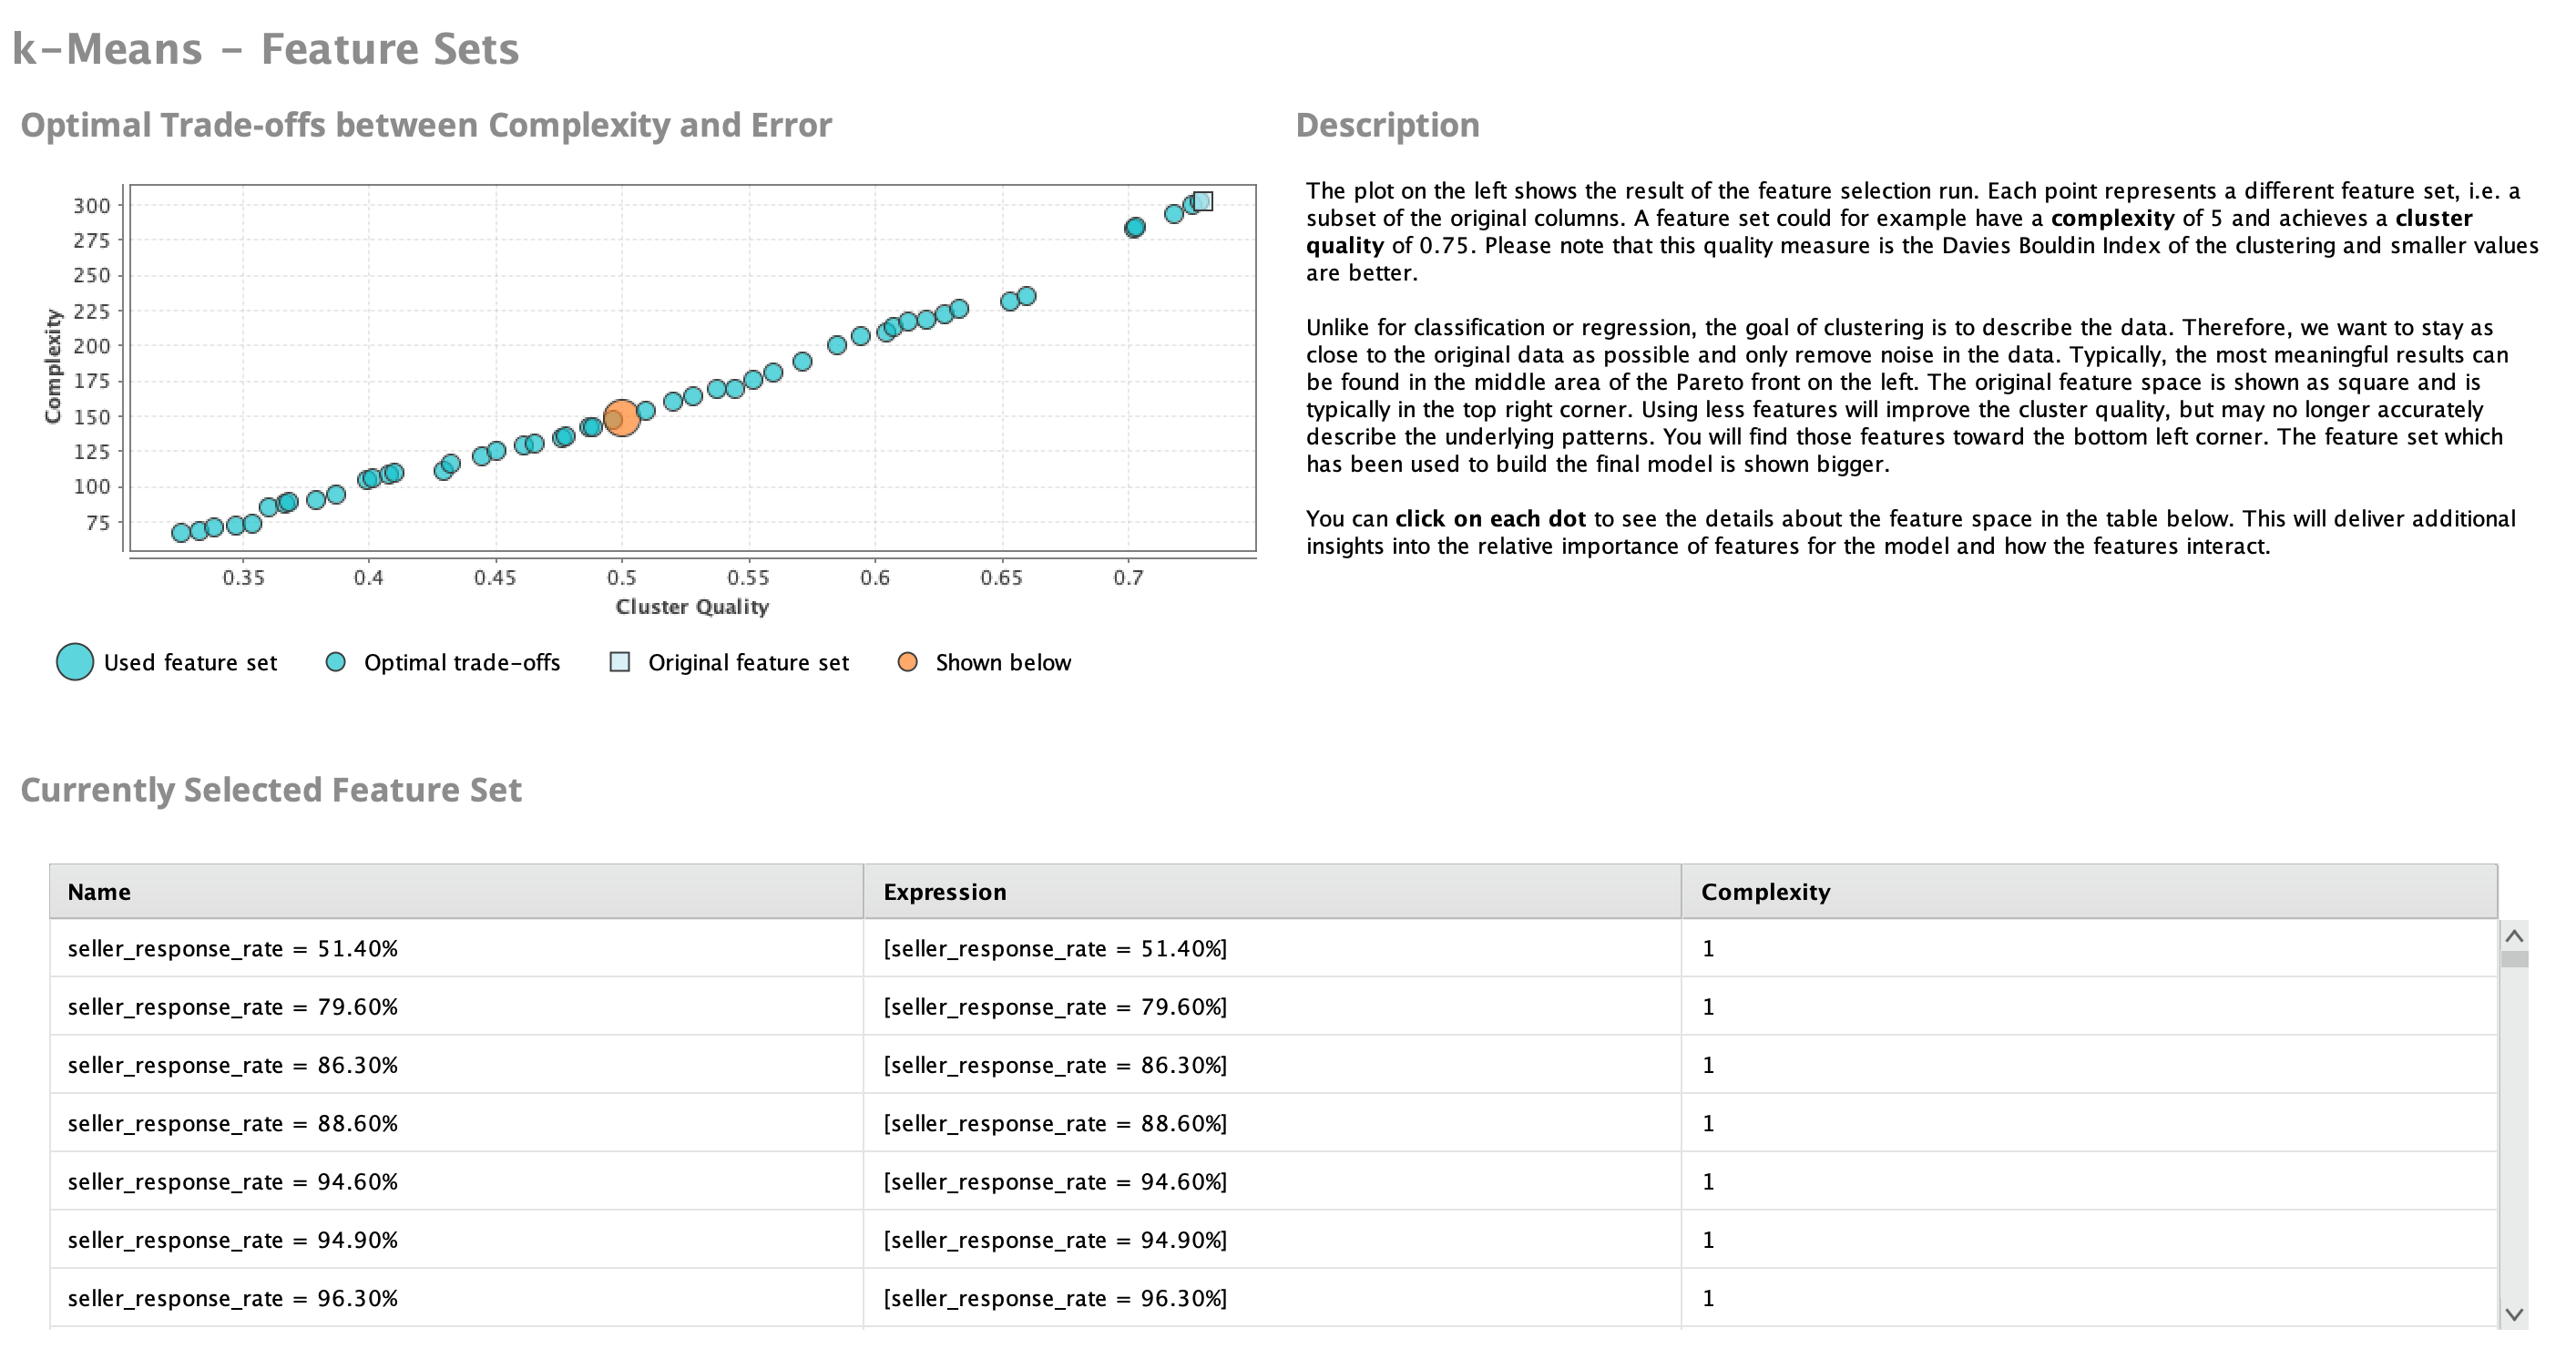 k-Means - Feature Sets
Optimal Trade-offs between Complexity and Error
300
275
250
225
200
175
150
125
100
75
Complexity
0.35 0.4 0.45 0.5 0.55 0.6 0.65 0.7
Cluster Quality
Used feature set Optimal trade-offs Original feature set Shown below
Description
The plot on the left shows the result of the feature selection run. Each point represents a different feature set, i.e. a
subset of the original columns. A feature set could for example have a complexity of 5 and achieves a cluster
quality of 0.75. Please note that this quality measure is the Davies Bouldin Index of the clustering and smaller values
are better.
Unlike for classification or regression, the goal of clustering is to describe the data. Therefore, we want to stay as
close to the original data as possible and only remove noise in the data. Typically, the most meaningful results can
be found in the middle area of the Pareto front on the left. The original feature space is shown as square and is
typically in the top right corner. Using less features will improve the cluster quality, but may no longer accurately
describe the underlying patterns. You will find those features toward the bottom left corner. The feature set which
has been used to build the final model is shown bigger.
You can click on each dot to see the details about the feature space in the table below. This will deliver additional
insights into the relative importance of features for the model and how the features interact.
Currently Selected Feature Set
Name Expression Complexity
seller_response_rate = 51.40% [seller_response_rate = 51.40%] 1
seller_response_rate = 79.60% [seller_response_rate = 79.60%] 1
seller_response_rate = 86.30% [seller_response_rate = 86.30%] 1
seller_response_rate = 88.60% [seller_response_rate = 88.60%] 1
seller_response_rate = 94.60% [seller_response_rate = 94.60%] 1
seller_response_rate = 94.90% [seller_response_rate = 94.90%] 1
seller_response_rate = 96.30% [seller_response_rate = 96.30%] 1